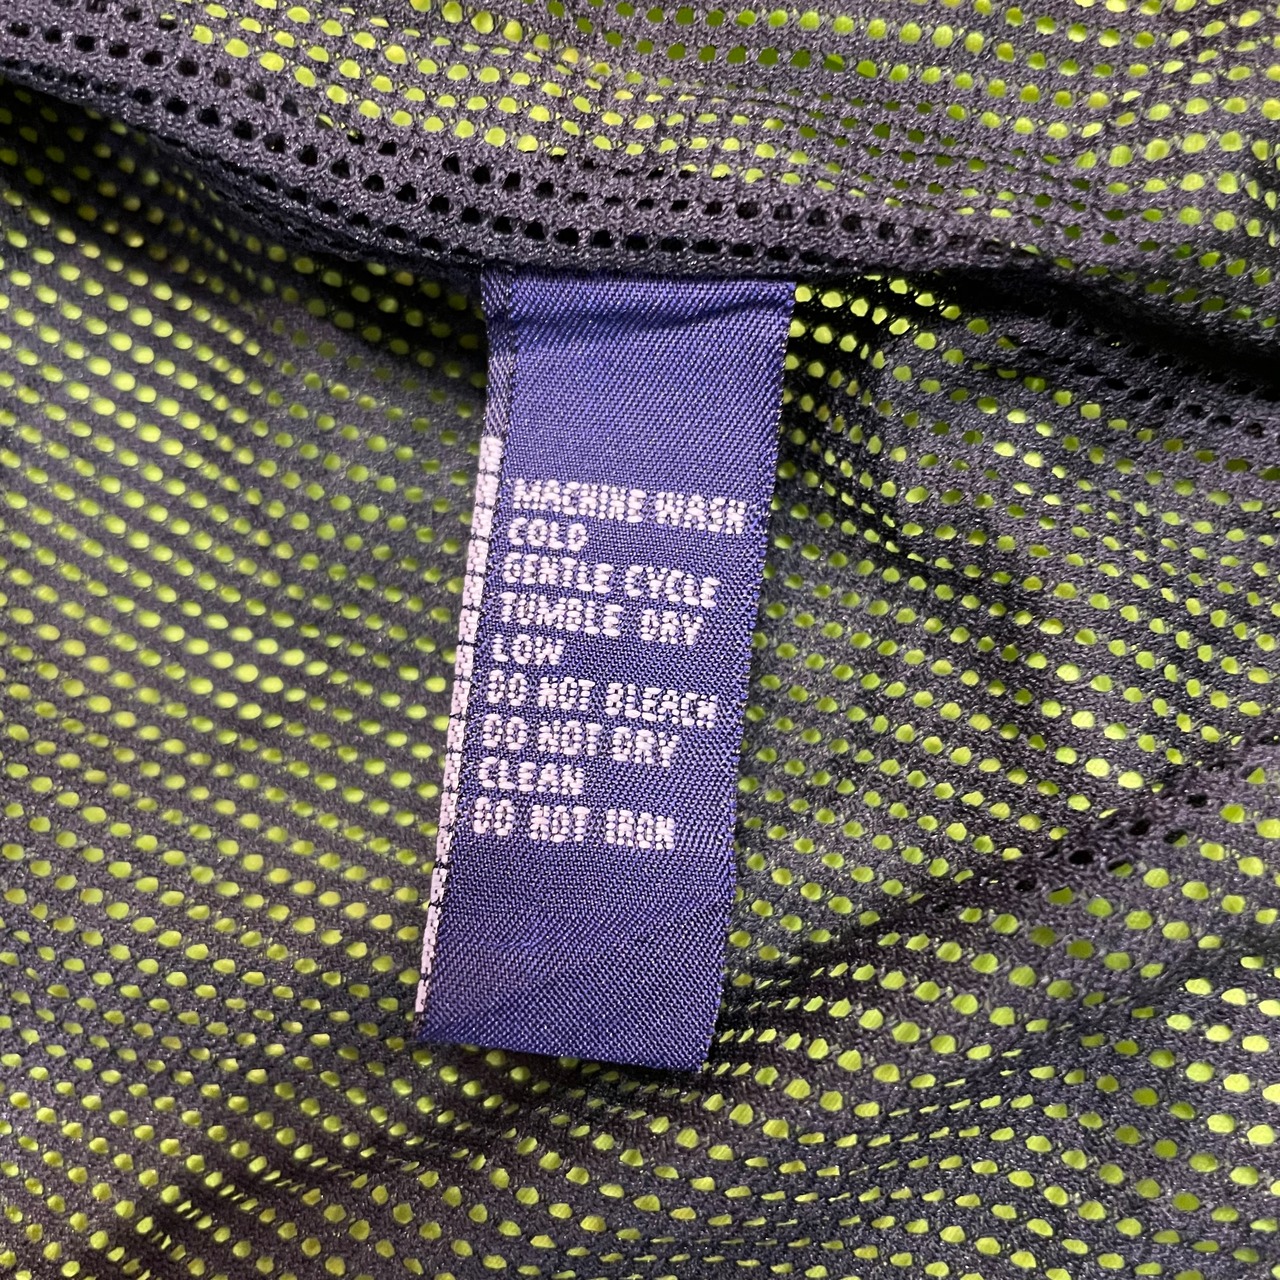 MACHINE WASH
COLD
GENTLE CYCLE
TUMBLE DRY
LOW
DO NOT BLEACH
DO NOT DRY
CLEAN
DO NOT IRON